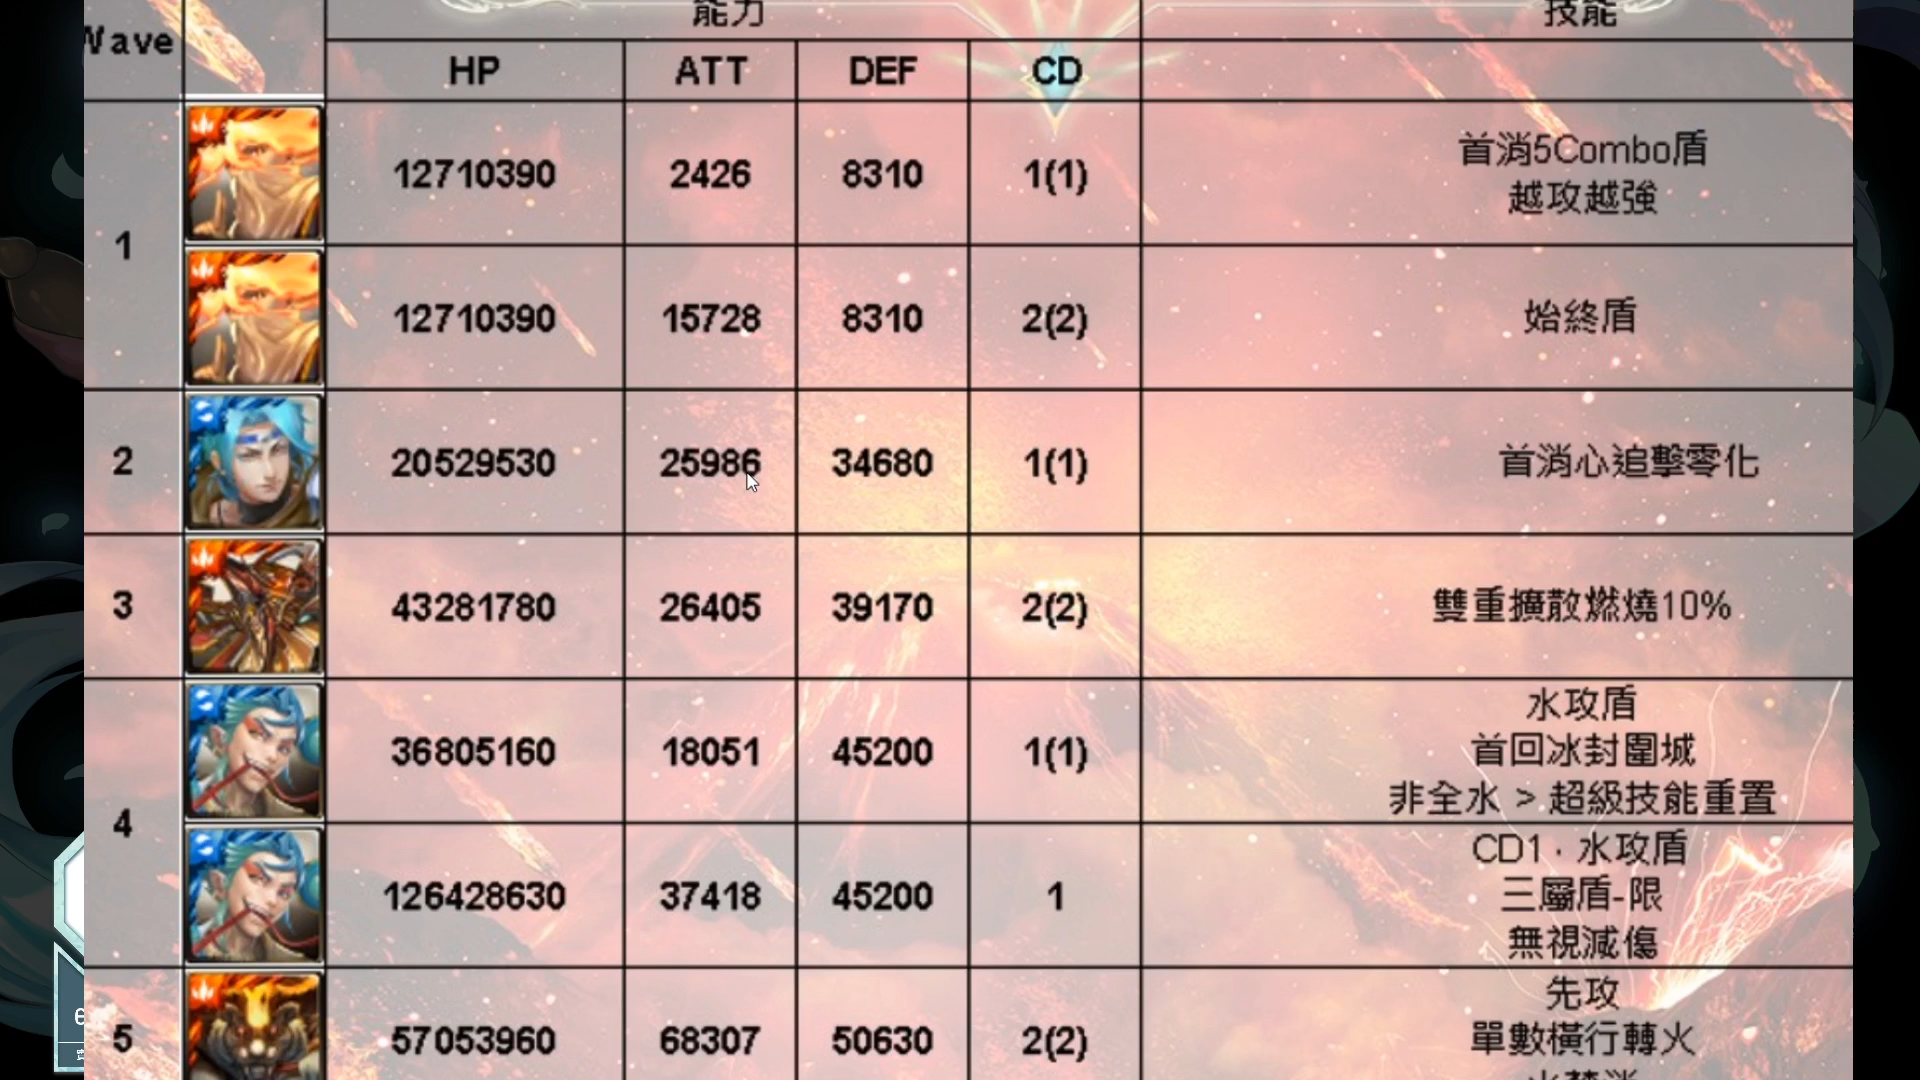 能力 技能
Wave HP ATT DEF CD
1
12710390 2426 8310 1(1) 首消5Combo盾
越攻越強
12710390 15728 8310 2(2) 始終盾
2 20529530 25986 34680 1(1) 首消心追擊零化
3 43281780 26405 39170 2(2) 雙重擴散燃燒10%
4
36805160 18051 45200 1(1) 水攻盾
首回冰封圍城
非全水 > 超級技能重置
126428630 37418 45200 1 CD1·水攻盾
三屬盾-限
無視減傷
5 57053960 68307 50630 2(2) 先攻
單數橫行轉火
6